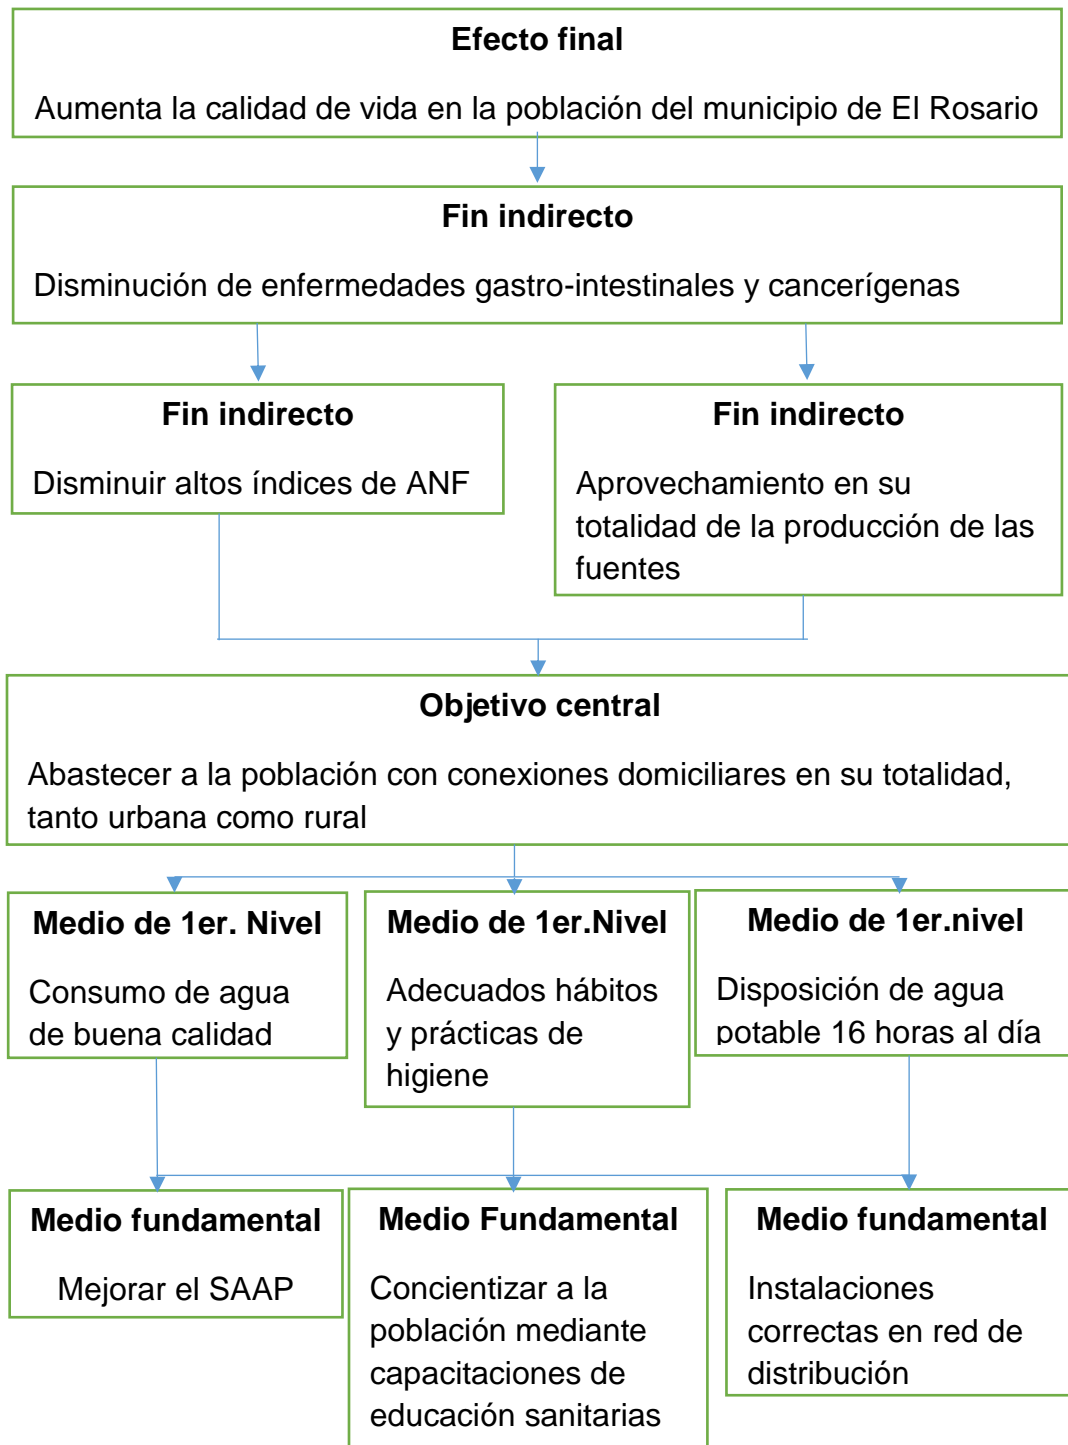 Efecto final
Aumenta la calidad de vida en la población del municipio de El Rosario
Fin indirecto
Disminución de enfermedades gastro-intestinales y cancerígenas
Fin indirecto
Disminuir altos índices de ANF
Fin indirecto
Aprovechamiento en su
totalidad de la producción de las
fuentes
Objetivo central
Abastecer a la población con conexiones domiciliares en su totalidad,
tanto urbana como rural
Medio de 1er. Nivel
Consumo de agua
de buena calidad
Medio de 1er.Nivel
Adecuados hábitos
y prácticas de
higiene
Medio de 1er.nivel
Disposición de agua
potable 16 horas al día
Medio fundamental
Mejorar el SAAP
Medio Fundamental
Concientizar a la
población mediante
capacitaciones de
educación sanitarias
Medio fundamental
Instalaciones
correctas en red de
distribución